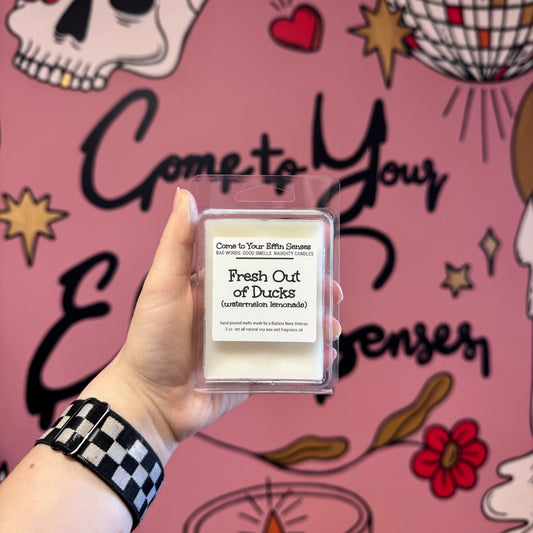 Come to Your
E
Senses
Come to Your Effin Senses
BAD WORDS. GOOD SMELLS. NAUGHTY CANDLES
Fresh Out
of Ducks
(watermelon lemonade)
hand poured melts made by a Badass Navy Veteran
3 oz. net all natural soy wax and fragrance oil